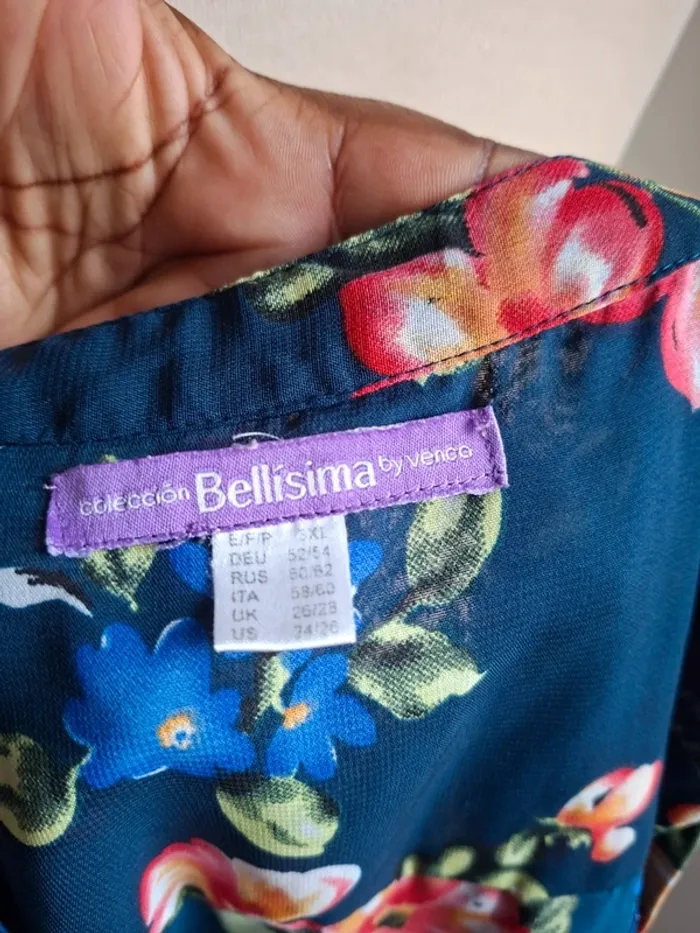 colección Bellísima by venca
E/F/P 3XL
DEU 52/54
RUS 60/62
ITA 58/60
UK 26/28
US 24/26